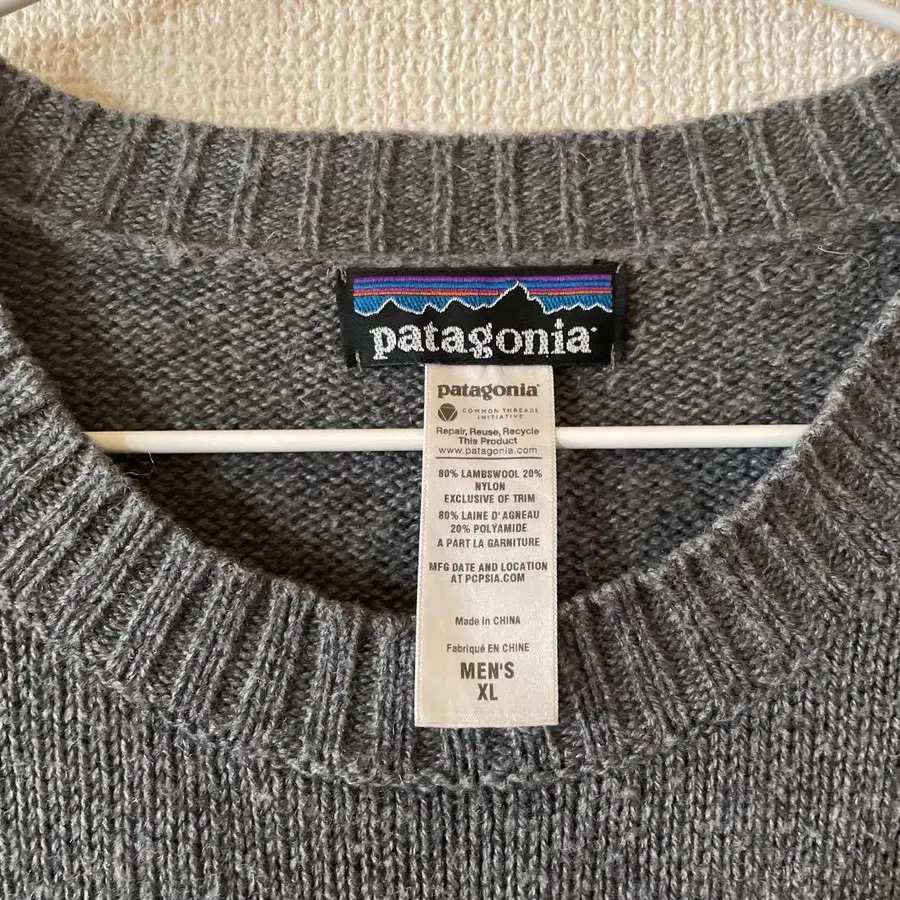 patagonia
patagonia
COMMON THREADS
INITIATIVE
Repair, Reuse, Recycle
This Product
www.patagonia.com
80% LAMBSWOOL 20%
NYLON
EXCLUSIVE OF TRIM
80% LAINE D'AGNEAU
20% POLYAMIDE
A PART LA GARNITURE
MFG DATE AND LOCATION
AT PCPSIA.COM
Made in CHINA
Fabriqué EN CHINE
MEN'S
XL